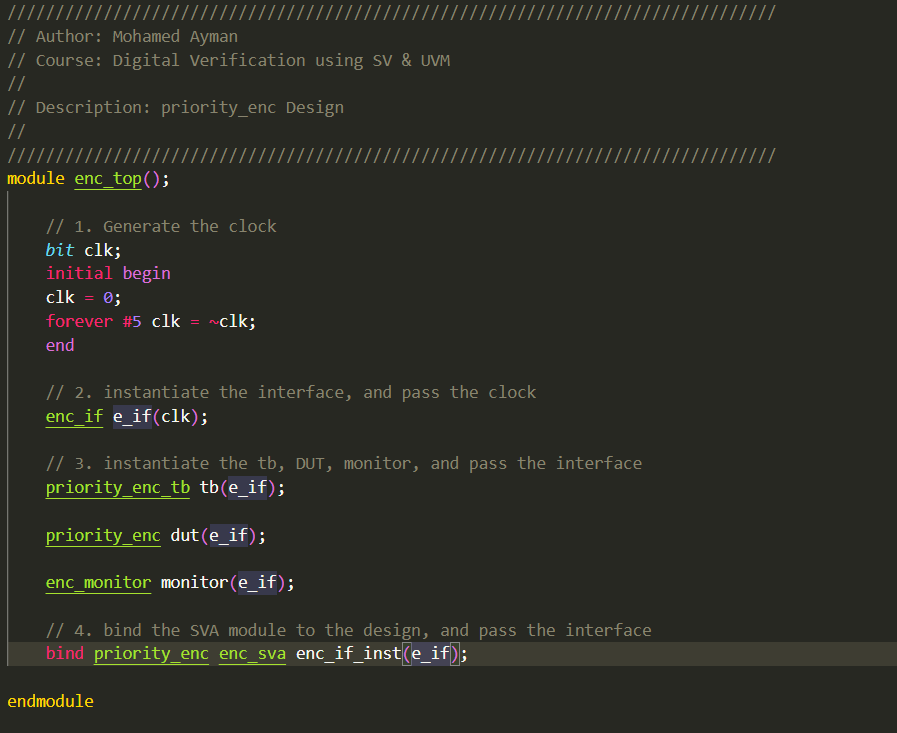 ////////////////////////////////////////////////////////////////////////////////
// Author: Mohamed Ayman
// Course: Digital Verification using SV & UVM
//
// Description: priority_enc Design
//
////////////////////////////////////////////////////////////////////////////////
module enc_top();
// 1. Generate the clock
bit clk;
initial begin
clk = 0;
forever #5 clk = ~clk;
end
// 2. instantiate the interface, and pass the clock
enc_if e_if(clk);
// 3. instantiate the tb, DUT, monitor, and pass the interface
priority_enc_tb tb(e_if);
priority_enc dut(e_if);
enc_monitor monitor(e_if);
// 4. bind the SVA module to the design, and pass the interface
bind priority_enc enc_sva enc_if_inst(e_if);
endmodule